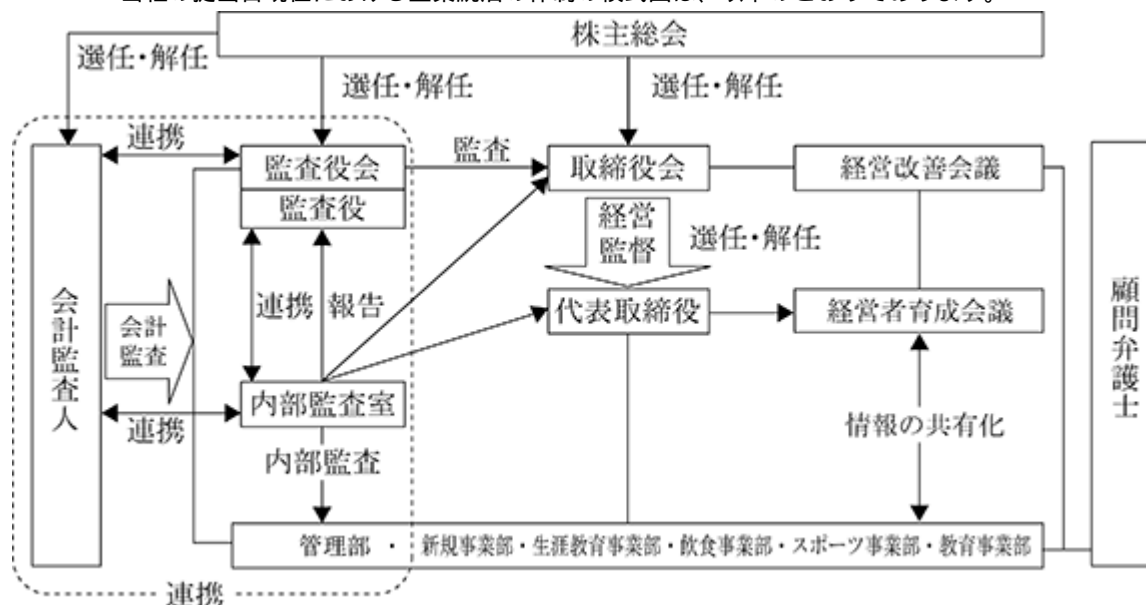 当社の提出日現在における企業統治の体制の模式図は、以下のとおりであります。
株主総会
選任・解任
選任・解任
選任・解任
連携
監査役会
監査役
監査
取締役会
経営改善会議
経営
監督
選任・解任
会計監査人
会計
監査
連携
報告
代表取締役
経営者育成会議
顧問弁護士
内部監査室
連携
内部監査
情報の共有化
管理部 ・ 新規事業部・生涯教育事業部・飲食事業部・スポーツ事業部・教育事業部
連携